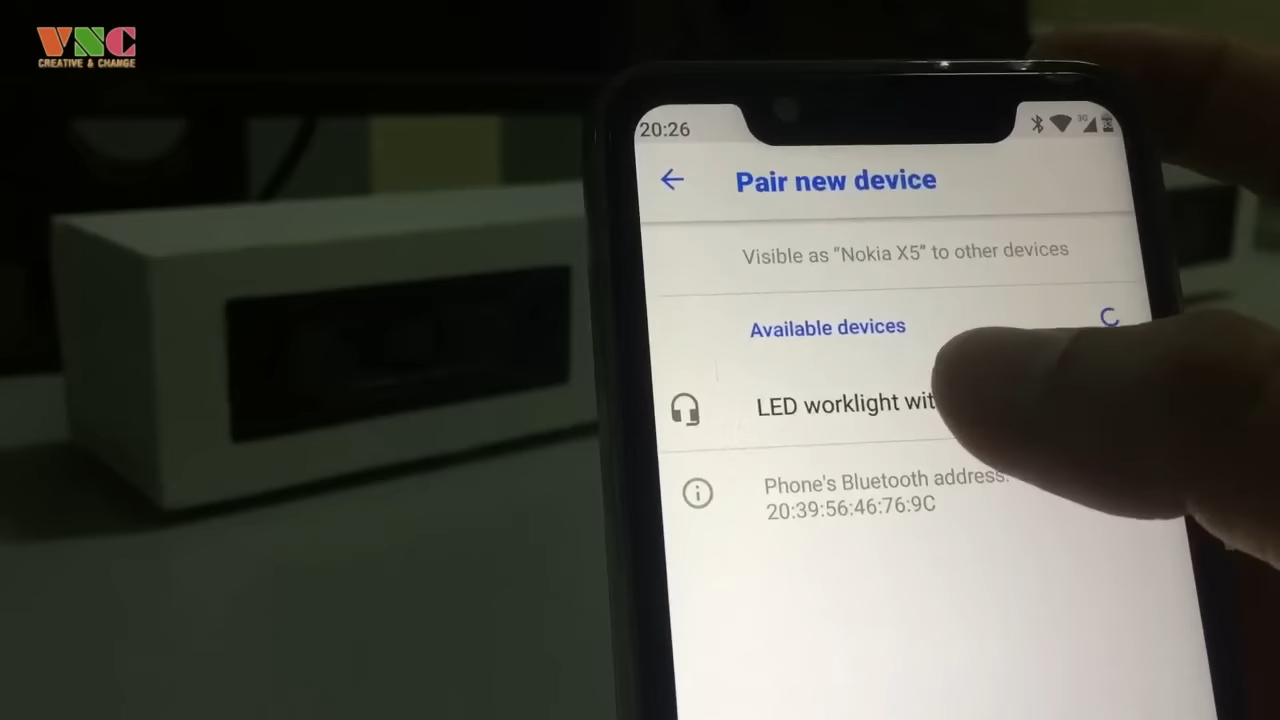 VNC
CREATIVE & CHANGE
20:26
3G
Pair new device
Visible as “Nokia X5” to other devices
Available devices
LED worklight wit
Phone's Bluetooth address:
20:39:56:46:76:9C